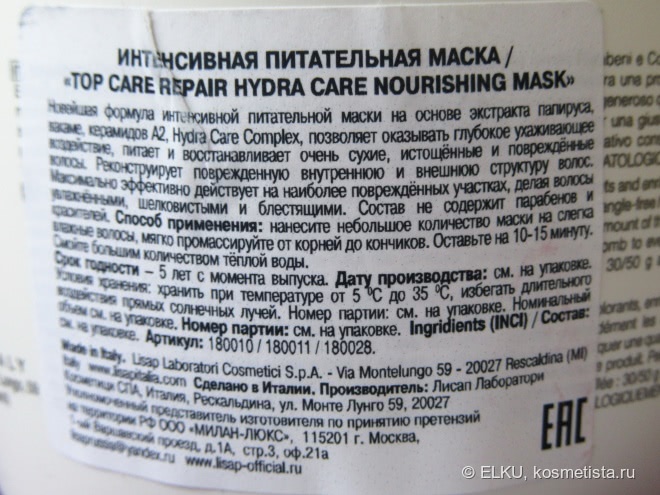 ИНТЕНСИВНАЯ ПИТАТЕЛЬНАЯ МАСКА /
«TOP CARE REPAIR HYDRA CARE NOURISHING MASK»
Новейшая формула интенсивной питательной маски на основе экстракта папируса,
вакаме, керамидов А2, Hydra Care Complex, позволяет оказывать глубокое ухаживающее
воздействие, питает и восстанавливает очень сухие, истощённые и повреждённые
волосы. Реконструирует поврежденную внутреннюю и внешнюю структуру волос.
Максимально эффективно действует на наиболее повреждённых участках, делая волосы
увлажнёнными, шелковистыми и блестящими. Состав не содержит парабенов и
красителей. Способ применения: нанесите небольшое количество маски на слегка
влажные волосы, мягко промассируйте от корней до кончиков. Оставьте на 10-15 минут.
Смойте большим количеством тёплой воды.
Срок годности – 5 лет с момента выпуска. Дату производства: см. на упаковке.
Условия хранения: хранить при температуре от 5 ºС до 35 ºС, избегать длительного
воздействия прямых солнечных лучей. Номер партии: см. на упаковке. Номинальный
объем см. на упаковке. Номер партии: см. на упаковке. Ingridients (INCI) / Состав:
см. на упаковке. Артикул: 180010 / 180011 / 180028.
Made in Italy. Lisap Laboratori Cosmetici S.p.A. - Via Montelungo 59 - 20027 Rescaldina (MI)
Italy www.lisapitalia.com Сделано в Италии. Производитель: Лисап Лаборатори
Косметици СПА, Италия, Рескальдина, ул. Монте Лунго 59, 20027
Уполномоченный представитель изготовителя по принятию претензий
на территории РФ ООО «МИЛАН-ЛЮКС», 115201 г. Москва,
1-ый Варшавский проезд, д.1А, стр.3, оф.21а
lisaprussia@yandex.ru www.lisap-official.ru
EAC
© ELKU, kosmetista.ru